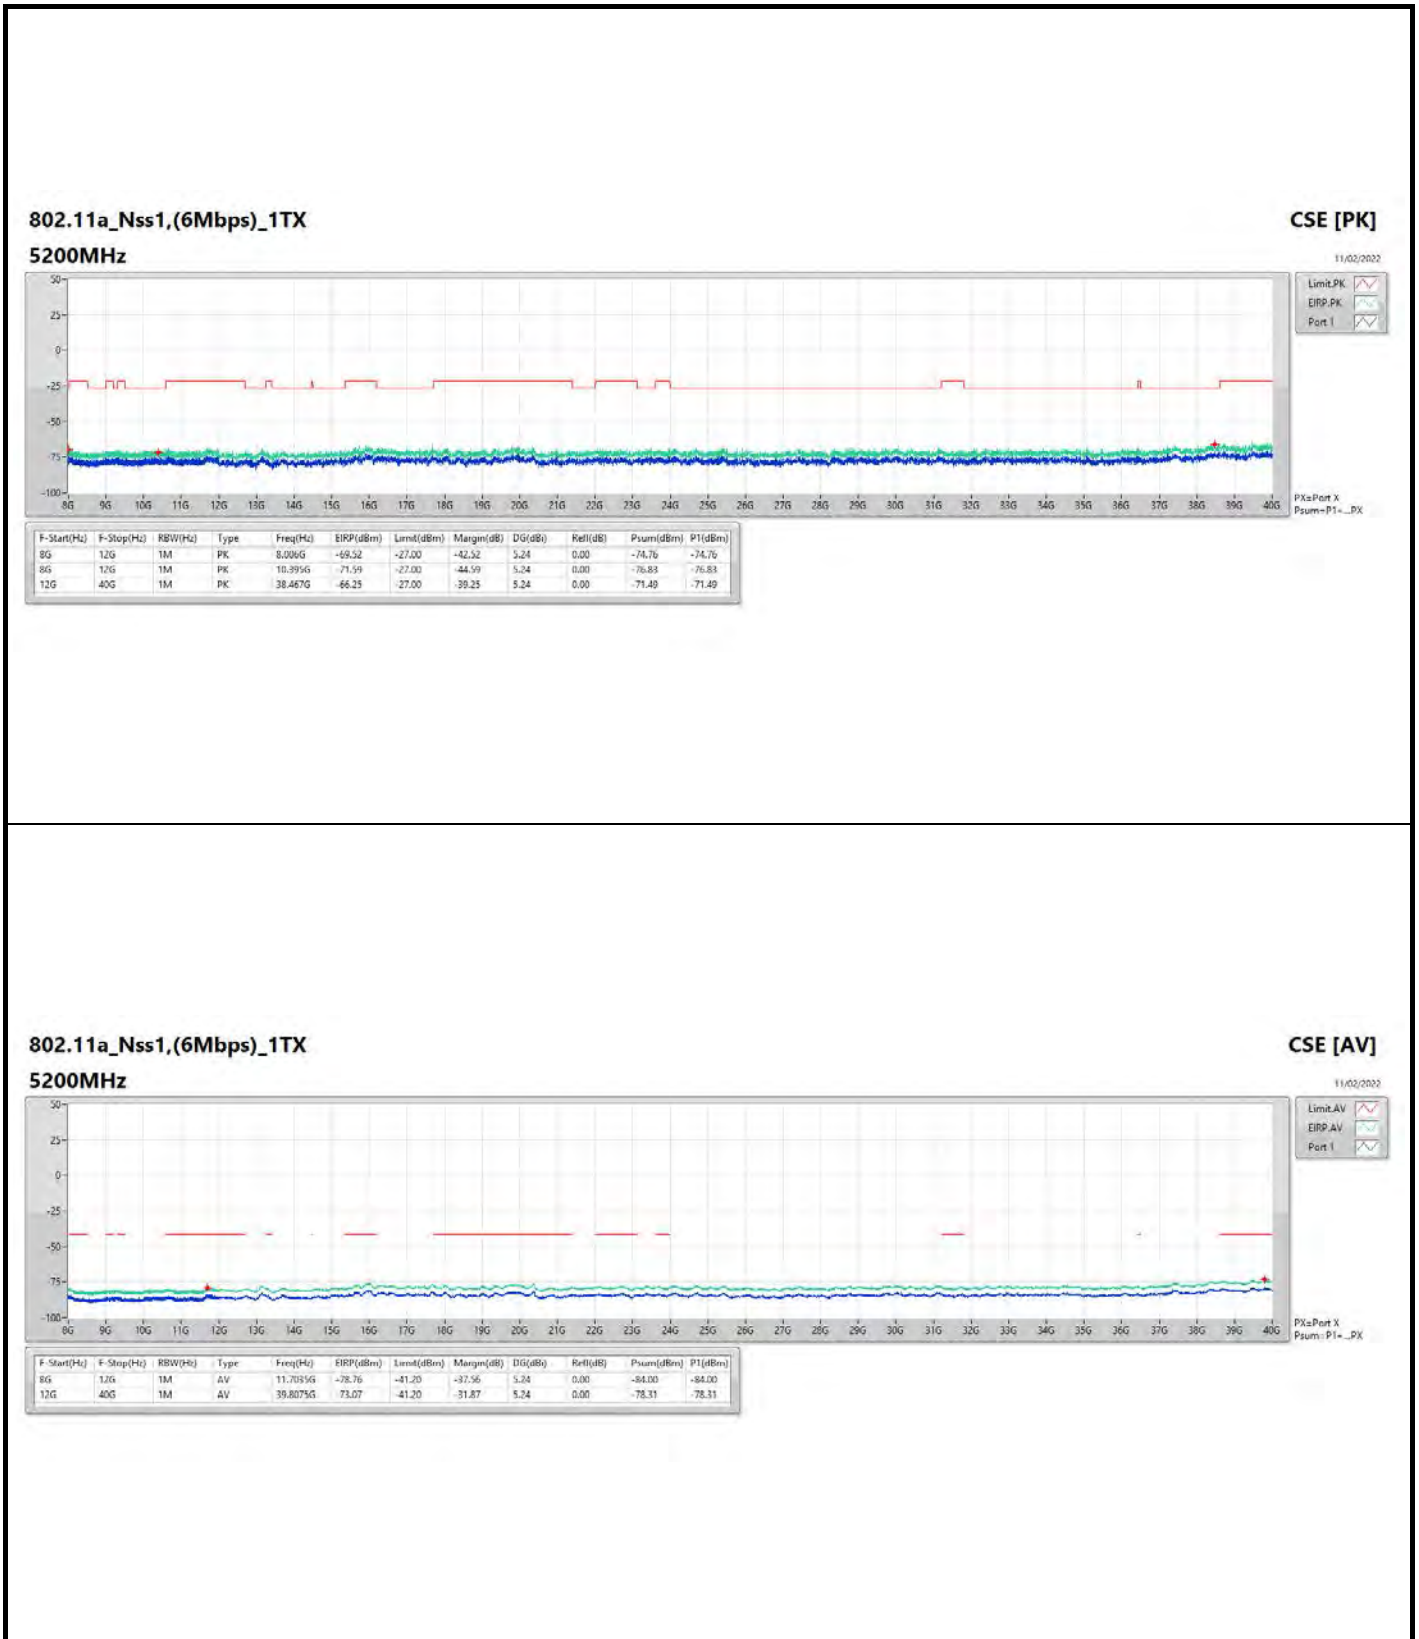 802.11a_Nss1,(6Mbps)_1TX
CSE [PK]
5200MHz
11/02/2022
50
25
0
-25
-50
-75
-100
8G 9G 10G 11G 12G 13G 14G 15G 16G 17G 18G 19G 20G 21G 22G 23G 24G 25G 26G 27G 28G 29G 30G 31G 32G 33G 34G 35G 36G 37G 38G 39G 40G
Limit.PK
EIRP.PK
Port 1
PX=Port X
Psum=P1+...PX
F-Start(Hz) F-Stop(Hz) RBW(Hz) Type Freq(Hz) EIRP(dBm) Limit(dBm) Margin(dB) DG(dBi) Refl(dB) Psum(dBm) P1(dBm)
8G 12G 1M PK 8.006G -69.52 -27.00 -42.52 5.24 0.00 -74.76 -74.76
8G 12G 1M PK 10.395G -71.59 -27.00 -44.59 5.24 0.00 -76.83 -76.83
12G 40G 1M PK 38.467G -66.25 -27.00 -39.25 5.24 0.00 -71.49 -71.49
802.11a_Nss1,(6Mbps)_1TX
CSE [AV]
5200MHz
11/02/2022
50
25
0
-25
-50
-75
-100
8G 9G 10G 11G 12G 13G 14G 15G 16G 17G 18G 19G 20G 21G 22G 23G 24G 25G 26G 27G 28G 29G 30G 31G 32G 33G 34G 35G 36G 37G 38G 39G 40G
Limit.AV
EIRP.AV
Port 1
PX=Port X
Psum=P1+...PX
F-Start(Hz) F-Stop(Hz) RBW(Hz) Type Freq(Hz) EIRP(dBm) Limit(dBm) Margin(dB) DG(dBi) Refl(dB) Psum(dBm) P1(dBm)
8G 12G 1M AV 11.7035G -78.76 -41.20 -37.56 5.24 0.00 -84.00 -84.00
12G 40G 1M AV 39.8075G -73.07 -41.20 -31.87 5.24 0.00 -78.31 -78.31